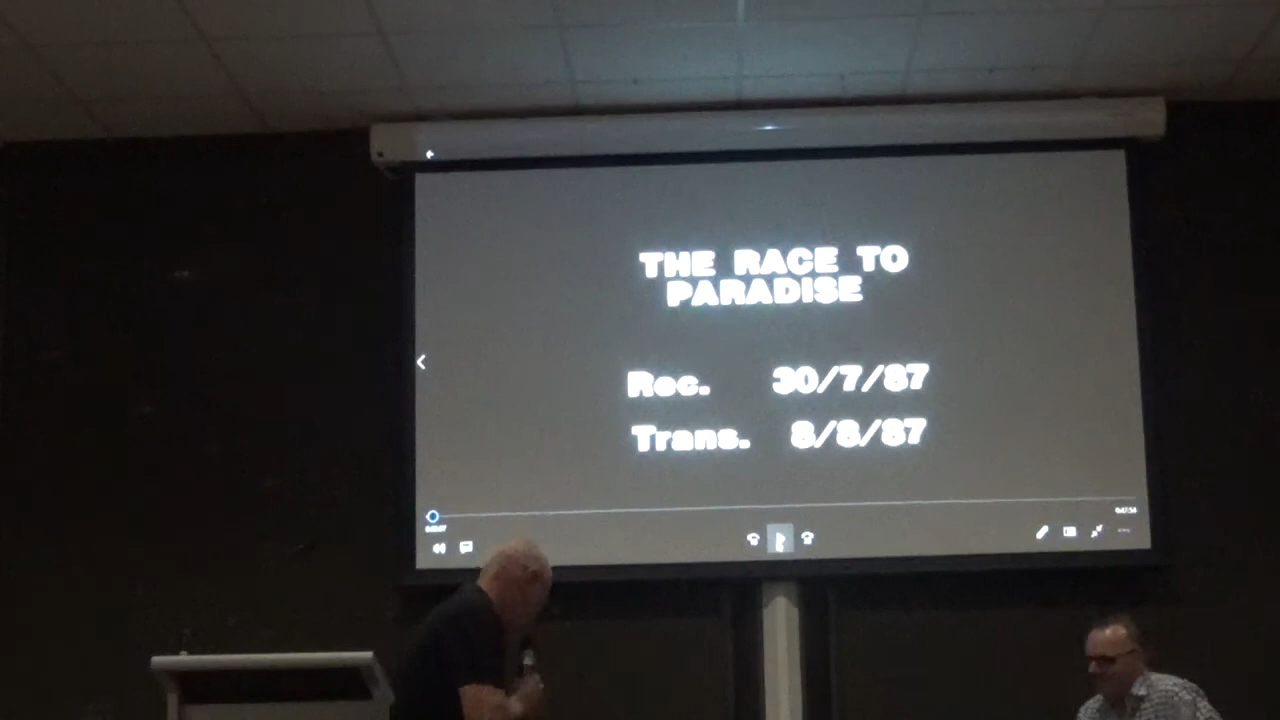 THE RACE TO
PARADISE
Rec. 30/7/87
Trans. 8/8/87